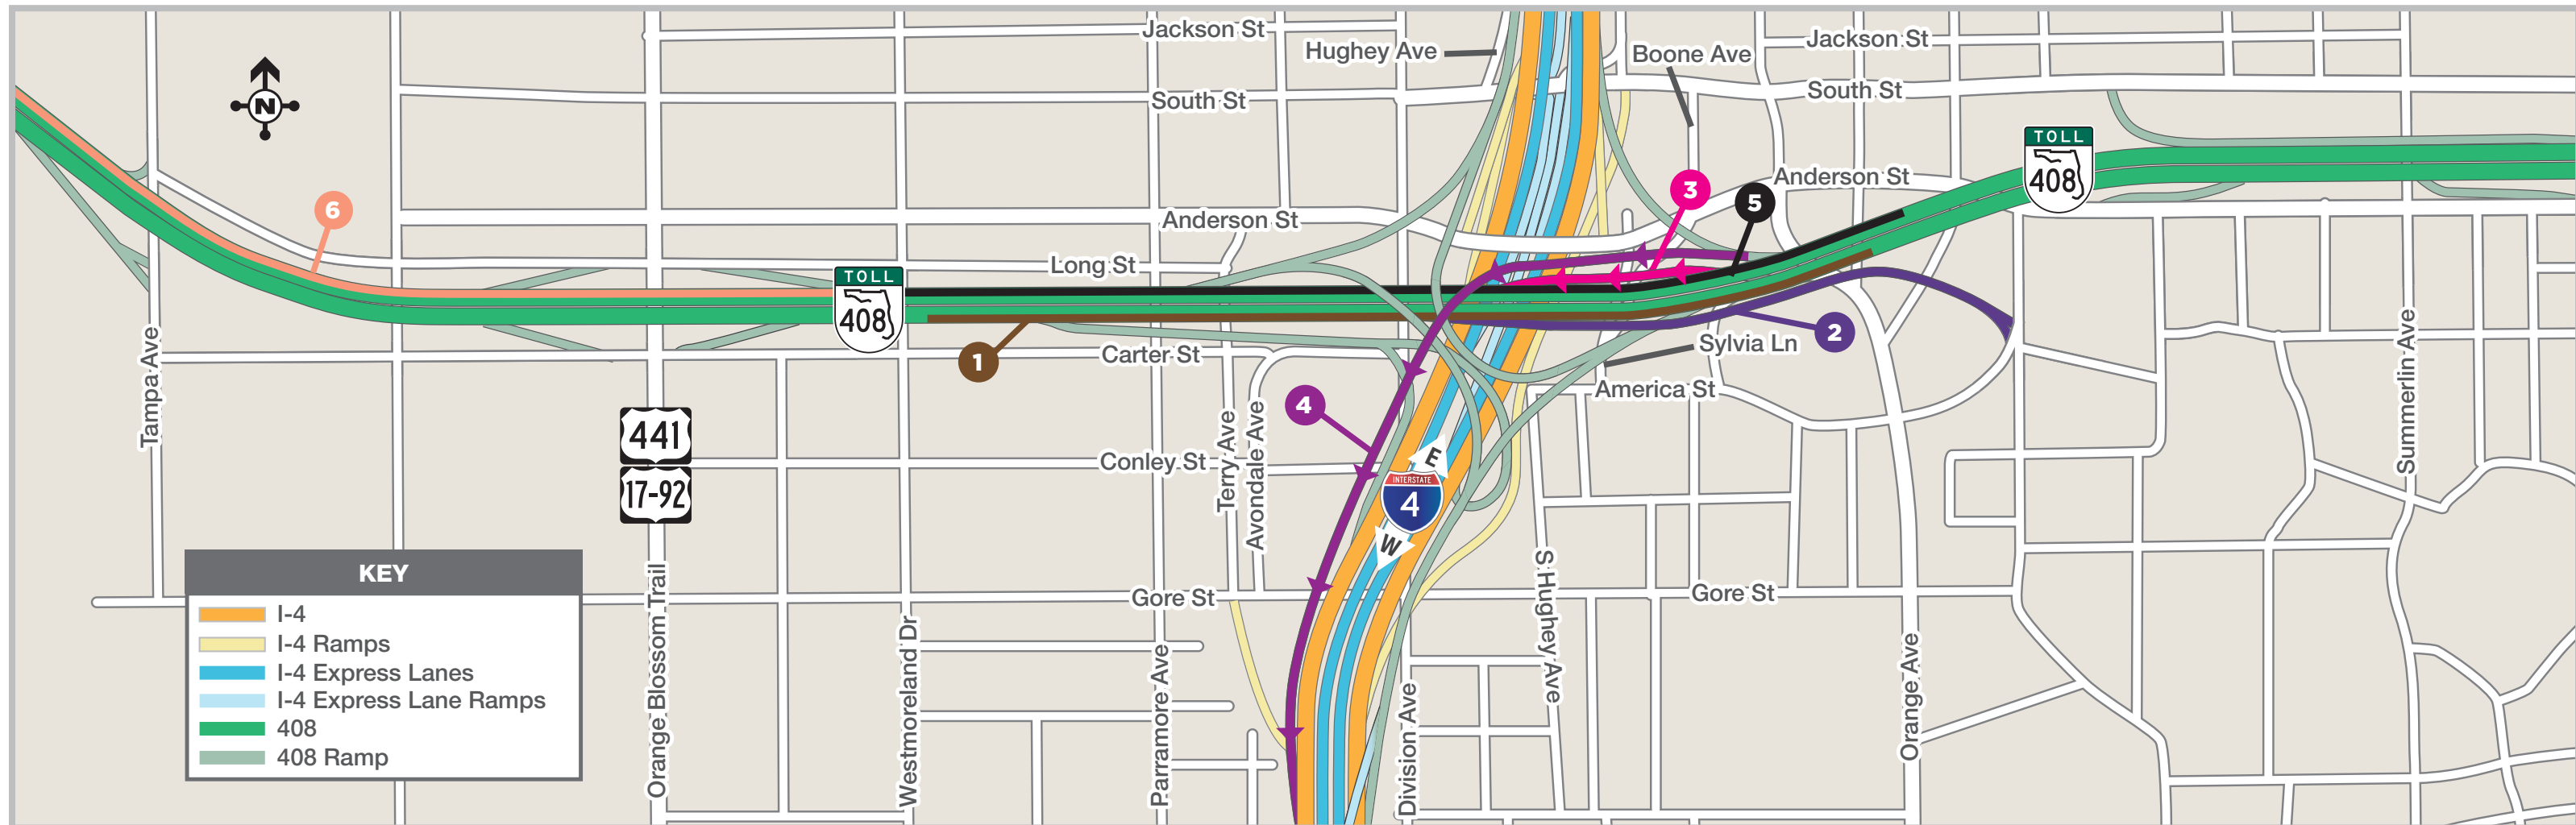 Jackson St
Hughey Ave
Boone Ave
Jackson St
South St
South St
N
TOLL
408
Anderson St
3
5
6
Anderson St
Long St
TOLL
408
1
Carter St
Sylvia Ln
2
America St
Tampa Ave
441
17-92
4
Terry Ave
Avondale Ave
Conley St
E
INTERSTATE
4
W
Summerlin Ave
Gore St
Gore St
Orange Blossom Trail
Westmoreland Dr
Parramore Ave
Division Ave
S Hughey Ave
Orange Ave
KEY
I-4
I-4 Ramps
I-4 Express Lanes
I-4 Express Lane Ramps
408
408 Ramp